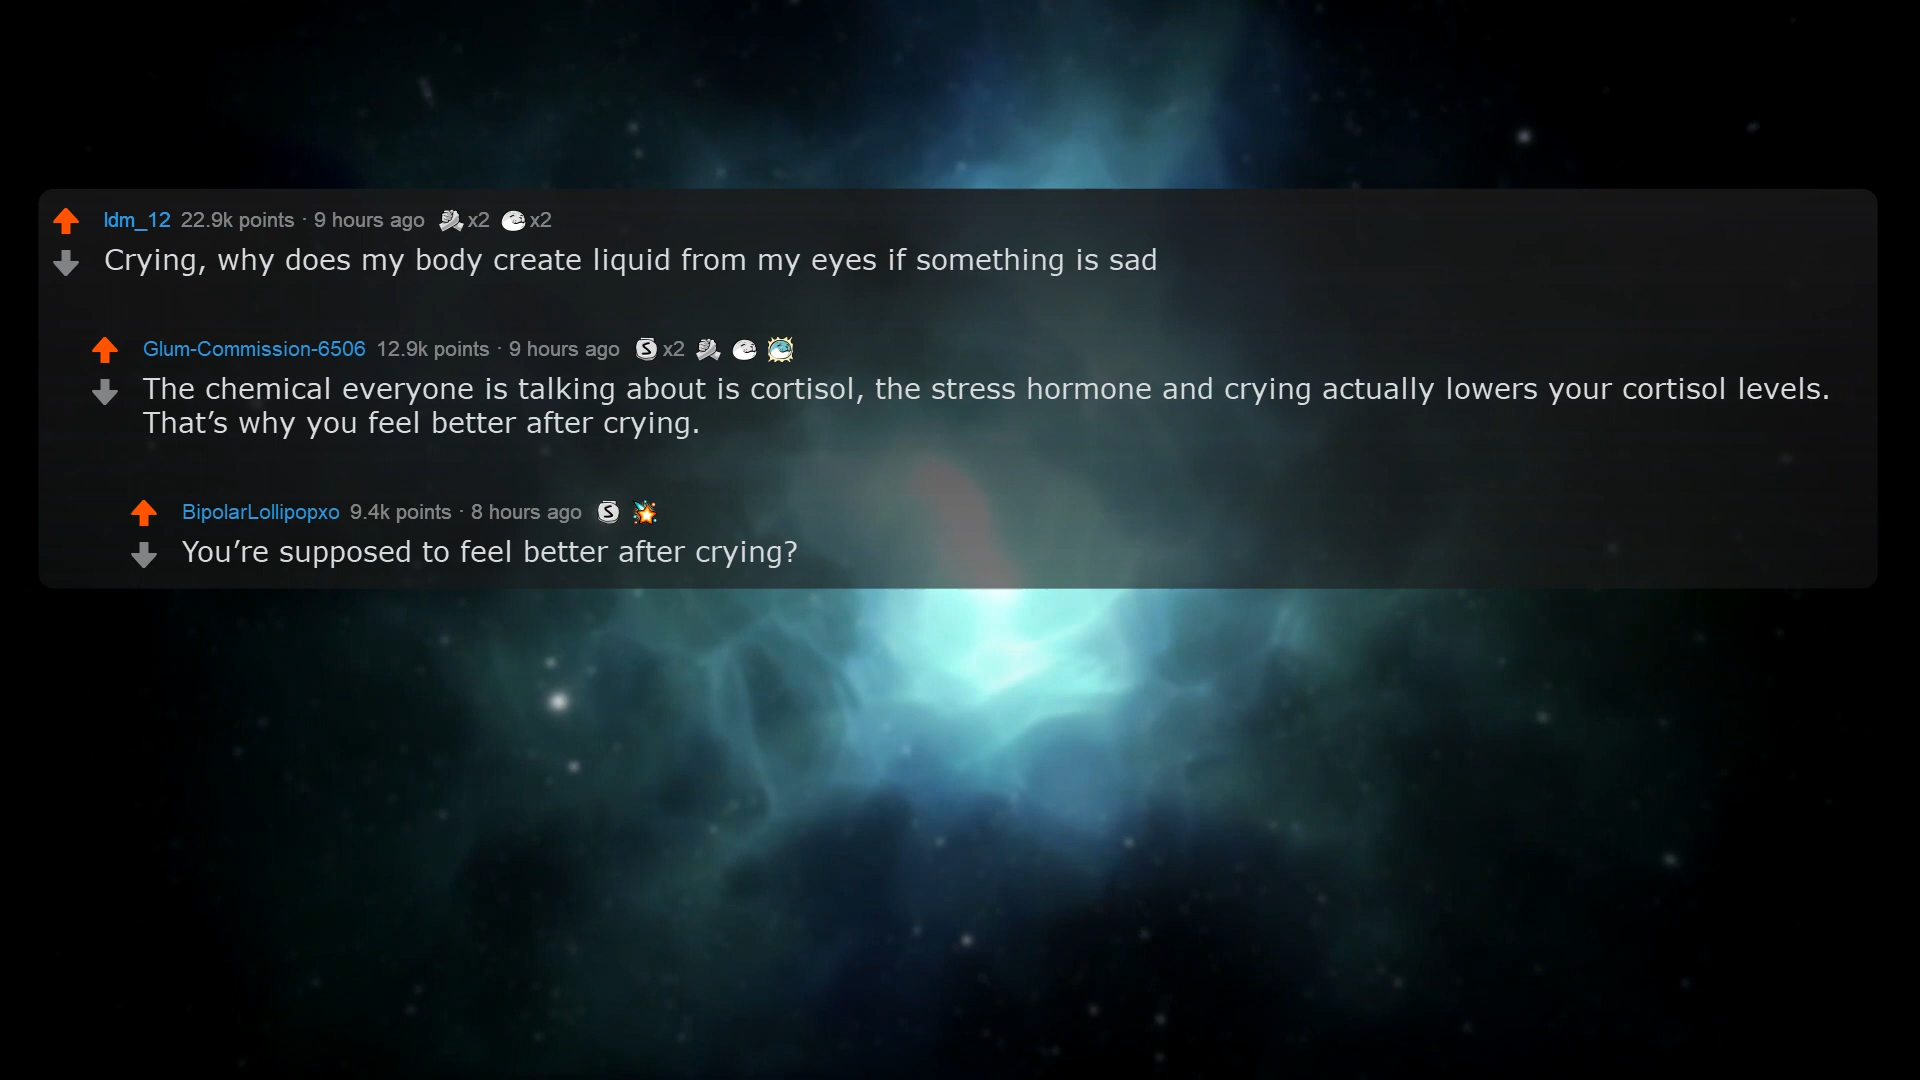 ldm_12 22.9k points · 9 hours ago x2 x2
Crying, why does my body create liquid from my eyes if something is sad
Glum-Commission-6506 12.9k points · 9 hours ago S x2
The chemical everyone is talking about is cortisol, the stress hormone and crying actually lowers your cortisol levels.
That’s why you feel better after crying.
BipolarLollipopxo 9.4k points · 8 hours ago S
You’re supposed to feel better after crying?